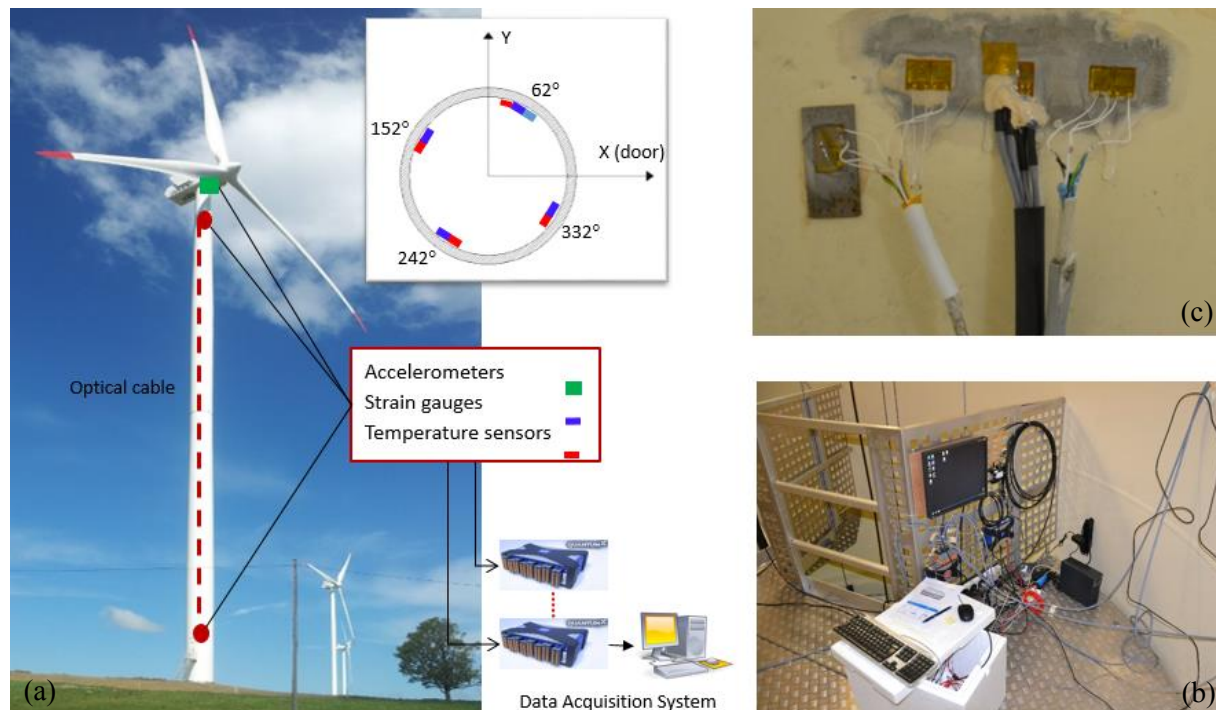 Y
62°
152°
X (door)
332°
242°
Accelerometers
Strain gauges
Temperature sensors
Optical cable
Data Acquisition System
(a)
(c)
(b)